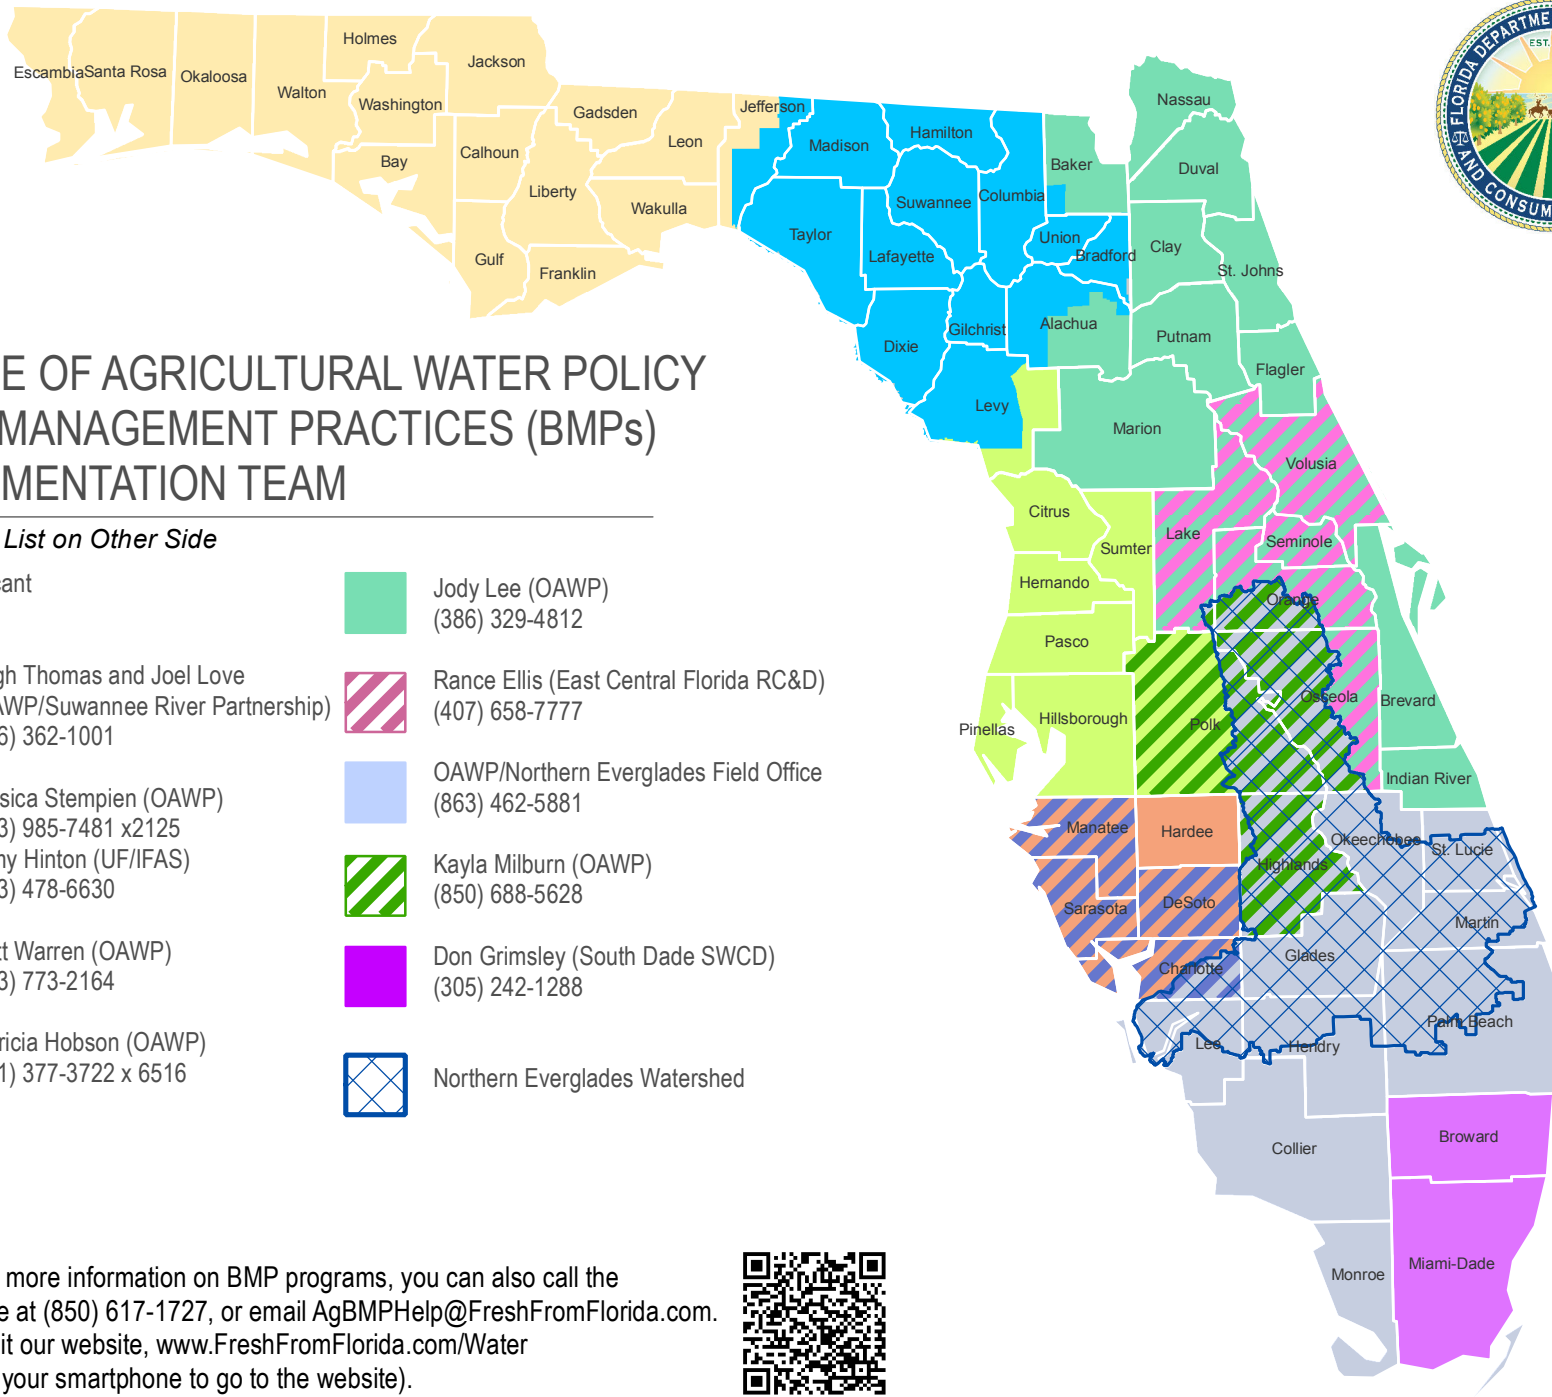 Holmes
Jackson
Escambia
Santa Rosa
Okaloosa
Walton
Washington
Gadsden
Jefferson
Leon
Bay
Calhoun
Liberty
Wakulla
Gulf
Franklin
Madison
Hamilton
Suwannee
Columbia
Taylor
Lafayette
Union
Bradford
Gilchrist
Alachua
Dixie
Levy
Nassau
Baker
Duval
Clay
St. Johns
Putnam
Flagler
Marion
Volusia
Citrus
Sumter
Lake
Seminole
Hernando
Orange
Pasco
Pinellas
Hillsborough
Polk
Osceola
Brevard
Indian River
Manatee
Hardee
Okeechobee
St. Lucie
Highlands
Sarasota
DeSoto
Martin
Charlotte
Glades
Palm Beach
Lee
Hendry
Collier
Broward
Monroe
Miami-Dade
FLORIDA DEPARTME
EST.
AND CONSUM
E OF AGRICULTURAL WATER POLICY
MANAGEMENT PRACTICES (BMPs)
MENTATION TEAM
List on Other Side
cant
gh Thomas and Joel Love
AWP/Suwannee River Partnership)
6) 362-1001
sica Stempien (OAWP)
3) 985-7481 x2125
ny Hinton (UF/IFAS)
3) 478-6630
tt Warren (OAWP)
3) 773-2164
ricia Hobson (OAWP)
1) 377-3722 x 6516
Jody Lee (OAWP)
(386) 329-4812
Rance Ellis (East Central Florida RC&D)
(407) 658-7777
OAWP/Northern Everglades Field Office
(863) 462-5881
Kayla Milburn (OAWP)
(850) 688-5628
Don Grimsley (South Dade SWCD)
(305) 242-1288
Northern Everglades Watershed
more information on BMP programs, you can also call the
e at (850) 617-1727, or email AgBMPHelp@FreshFromFlorida.com.
it our website, www.FreshFromFlorida.com/Water
your smartphone to go to the website).